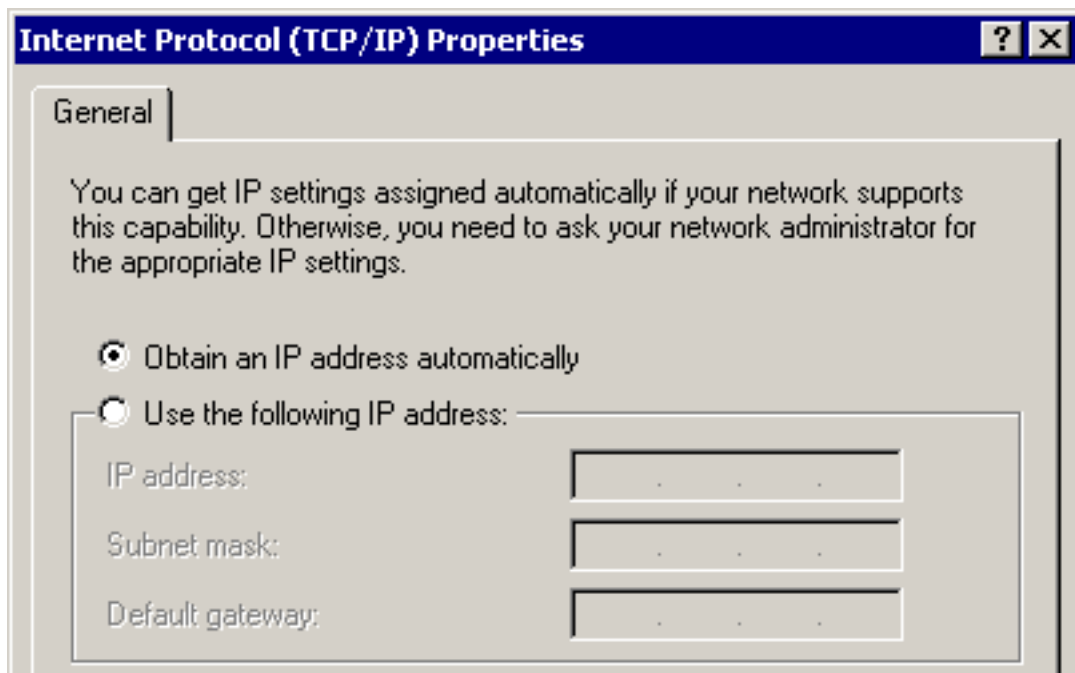 Internet Protocol (TCP/IP) Properties
General
You can get IP settings assigned automatically if your network supports
this capability. Otherwise, you need to ask your network administrator for
the appropriate IP settings.
Obtain an IP address automatically
Use the following IP address:
IP address:
Subnet mask:
Default gateway: